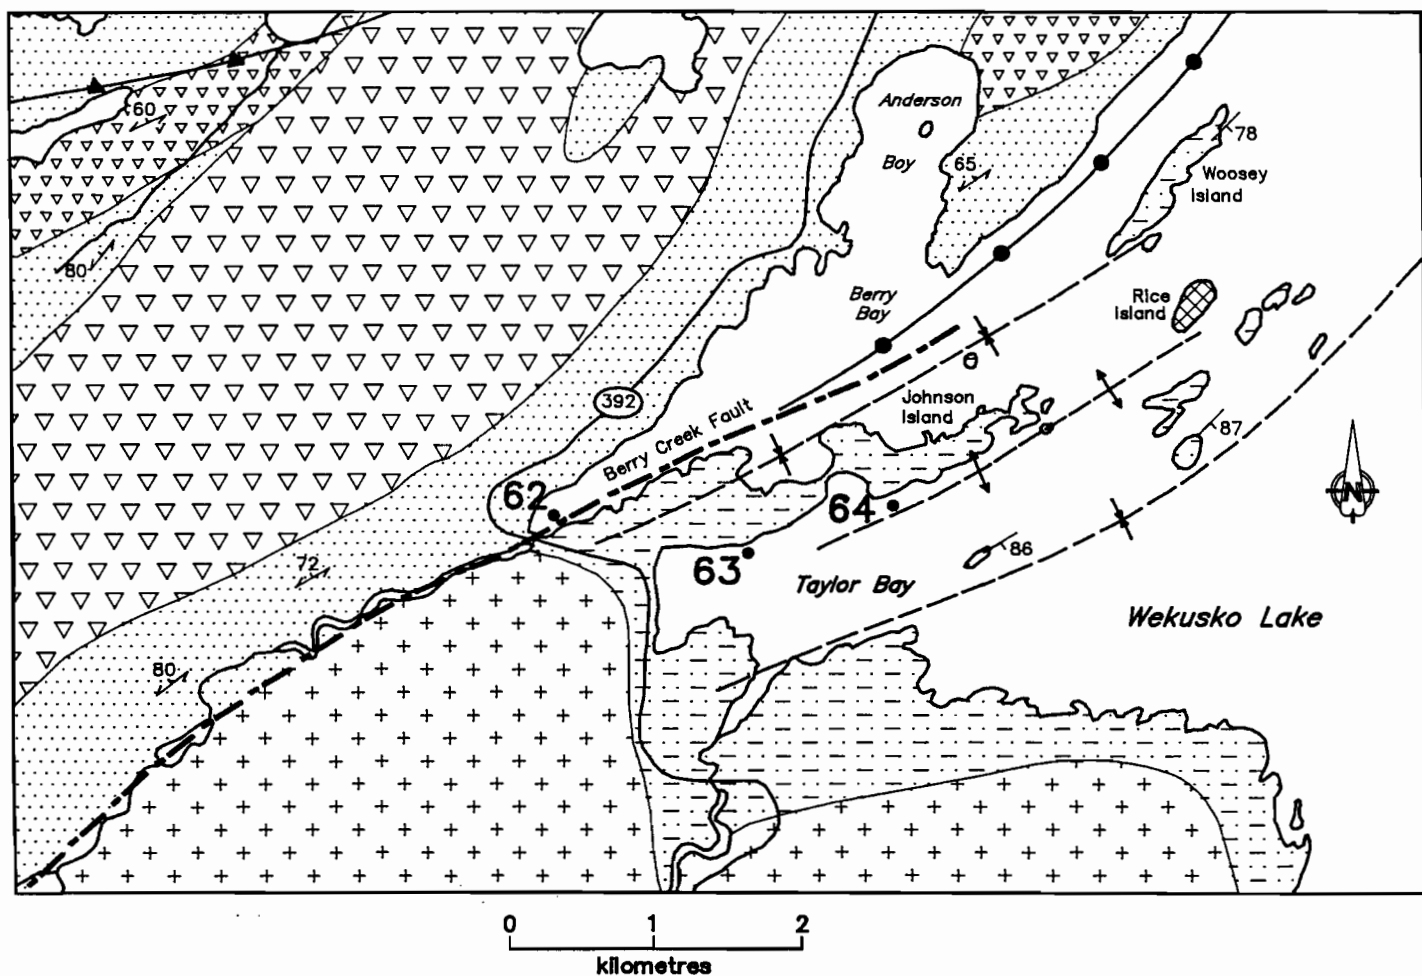 60
Anderson
Bay
65
78
Woosey
Island
80
Berry
Bay
Rice
Island
392
Johnson
Island
Berry Creek Fault
87
62
64
N
72
63
86
Taylor Bay
Wekusko Lake
80
0 1 2
kilometres